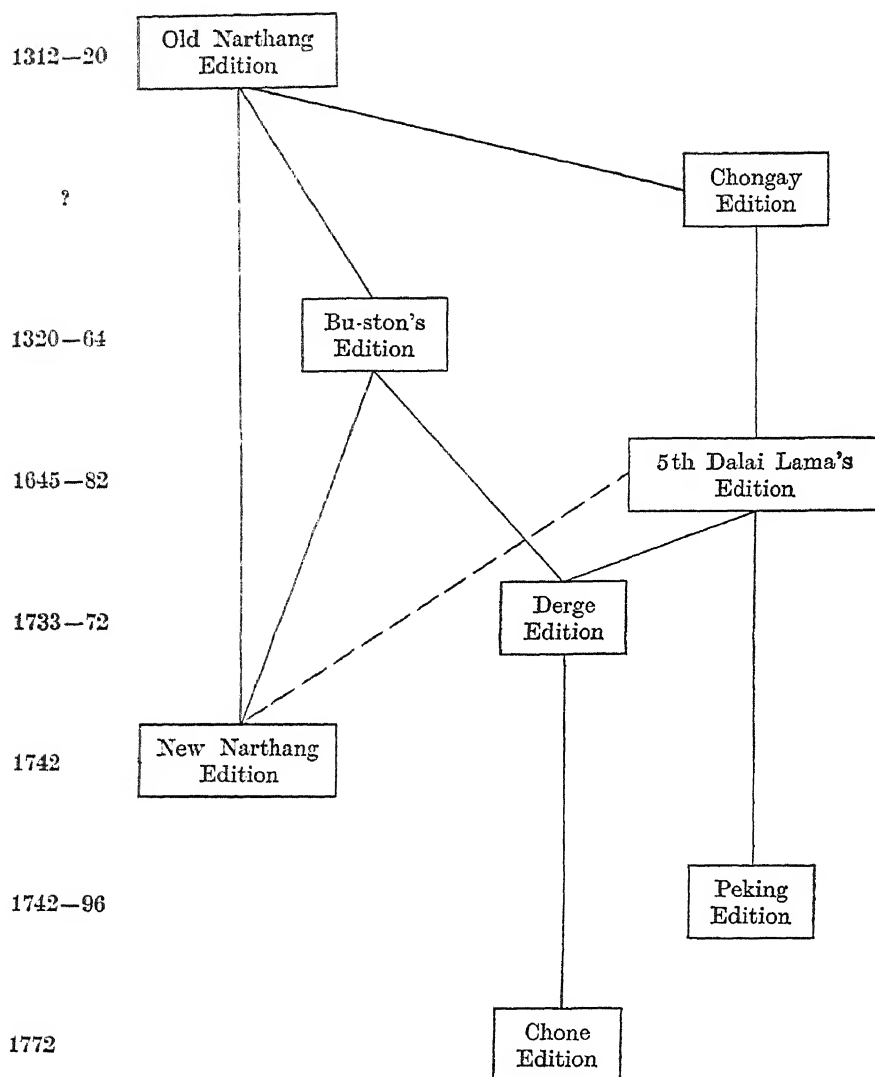 1312—20
Old Narthang
Edition
?
Chongay
Edition
1320—64
Bu-ston's
Edition
1645—82
5th Dalai Lama's
Edition
1733—72
Derge
Edition
1742
New Narthang
Edition
1742—96
Peking
Edition
1772
Chone
Edition